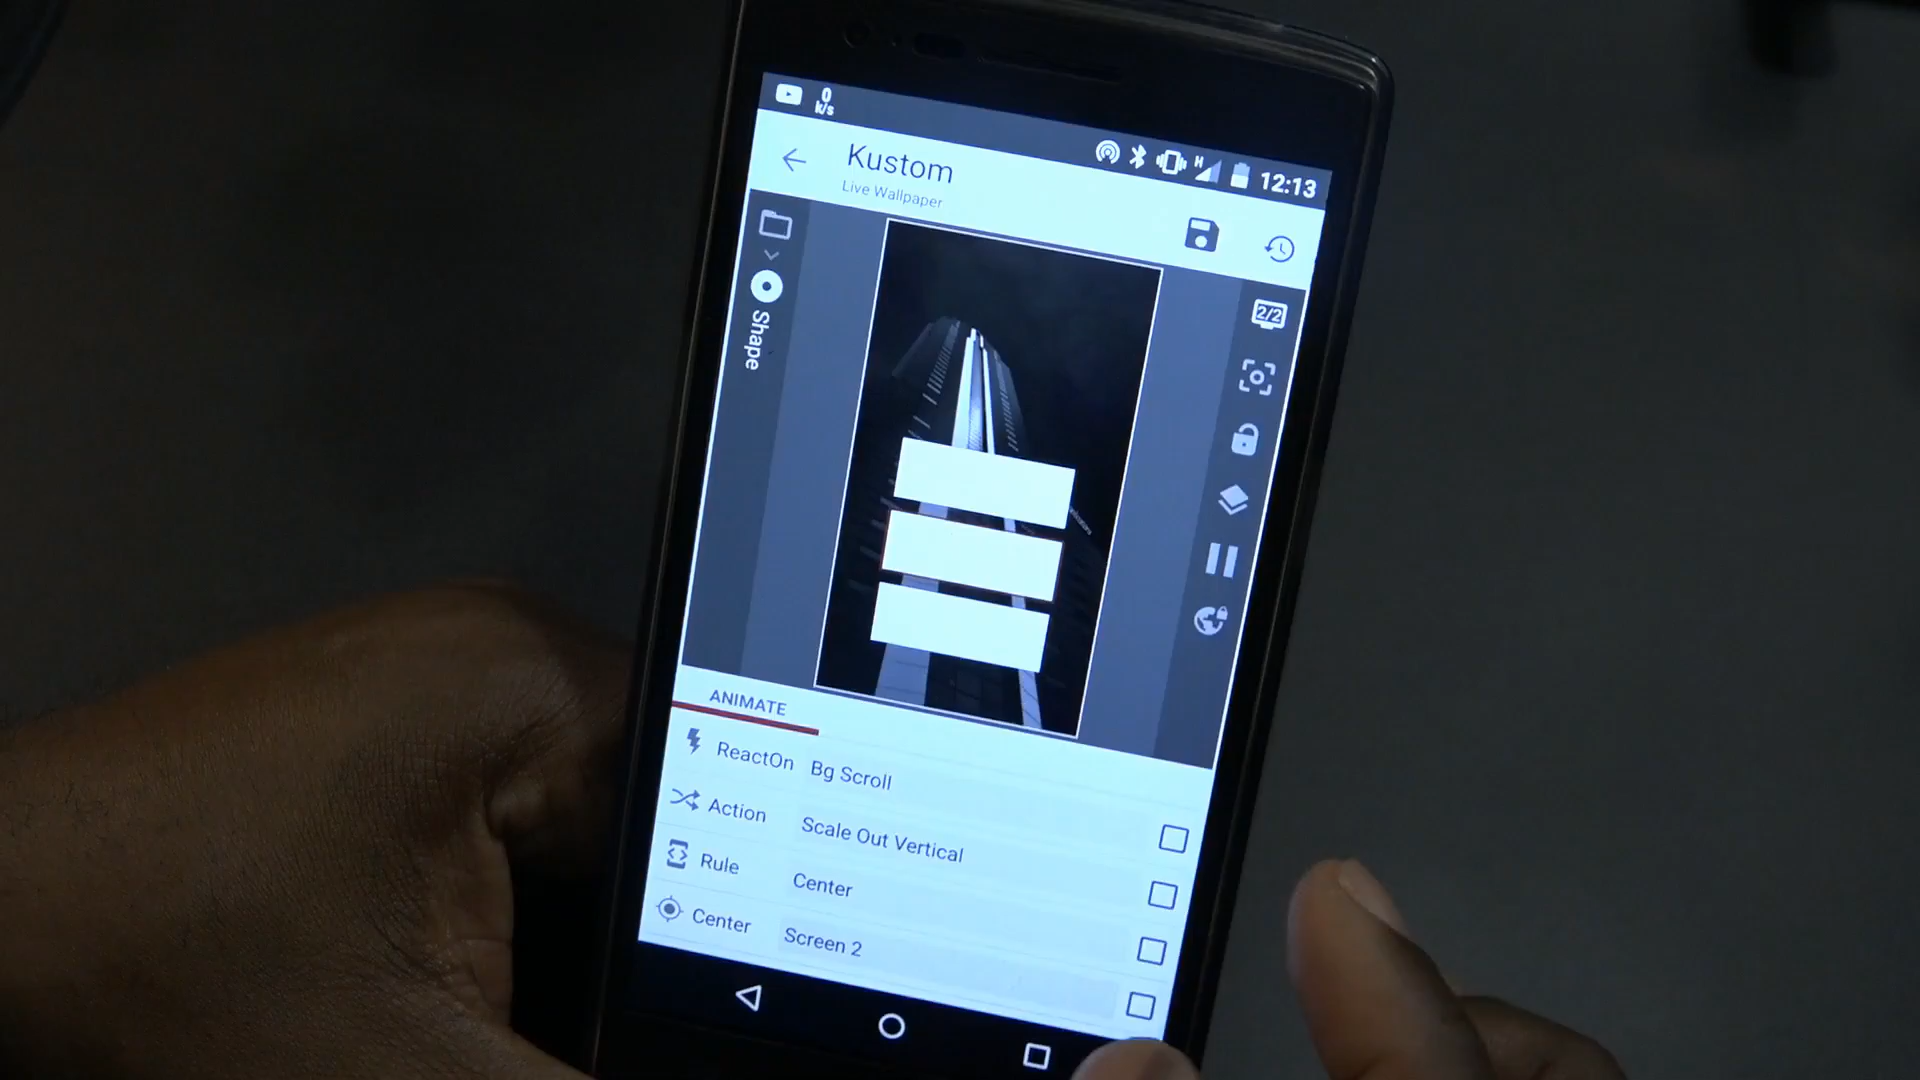 0
k/s
H
12:13
Kustom
Live Wallpaper
2/2
Shape
ANIMATE
ReactOn Bg Scroll
Action Scale Out Vertical
Rule Center
Center Screen 2